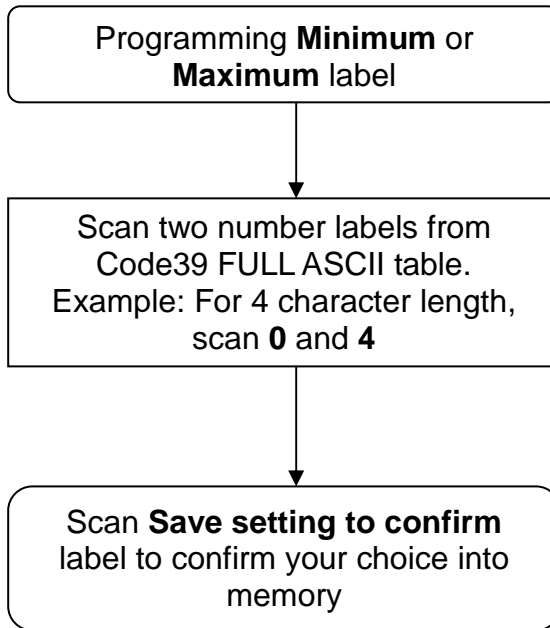 Programming Minimum or
Maximum label
Scan two number labels from
Code39 FULL ASCII table.
Example: For 4 character length,
scan 0 and 4
Scan Save setting to confirm
label to confirm your choice into
memory